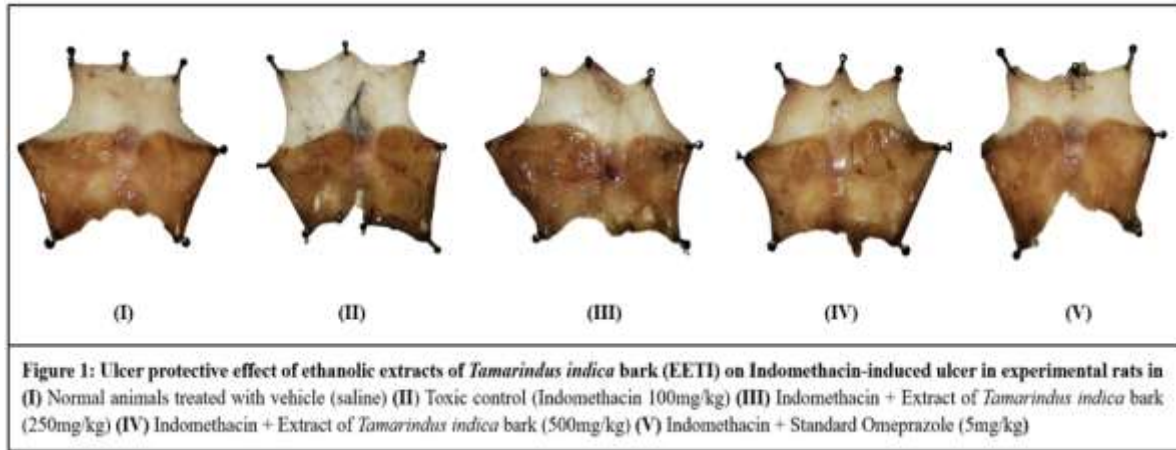 (I) (II) (III) (IV) (V)
Figure 1: Ulcer protective effect of ethanolic extracts of Tamarindus indica bark (EETI) on Indomethacin-induced ulcer in experimental rats in
(I) Normal animals treated with vehicle (saline) (II) Toxic control (Indomethacin 100mg/kg) (III) Indomethacin + Extract of Tamarindus indica bark
(250mg/kg) (IV) Indomethacin + Extract of Tamarindus indica bark (500mg/kg) (V) Indomethacin + Standard Omeprazole (5mg/kg)